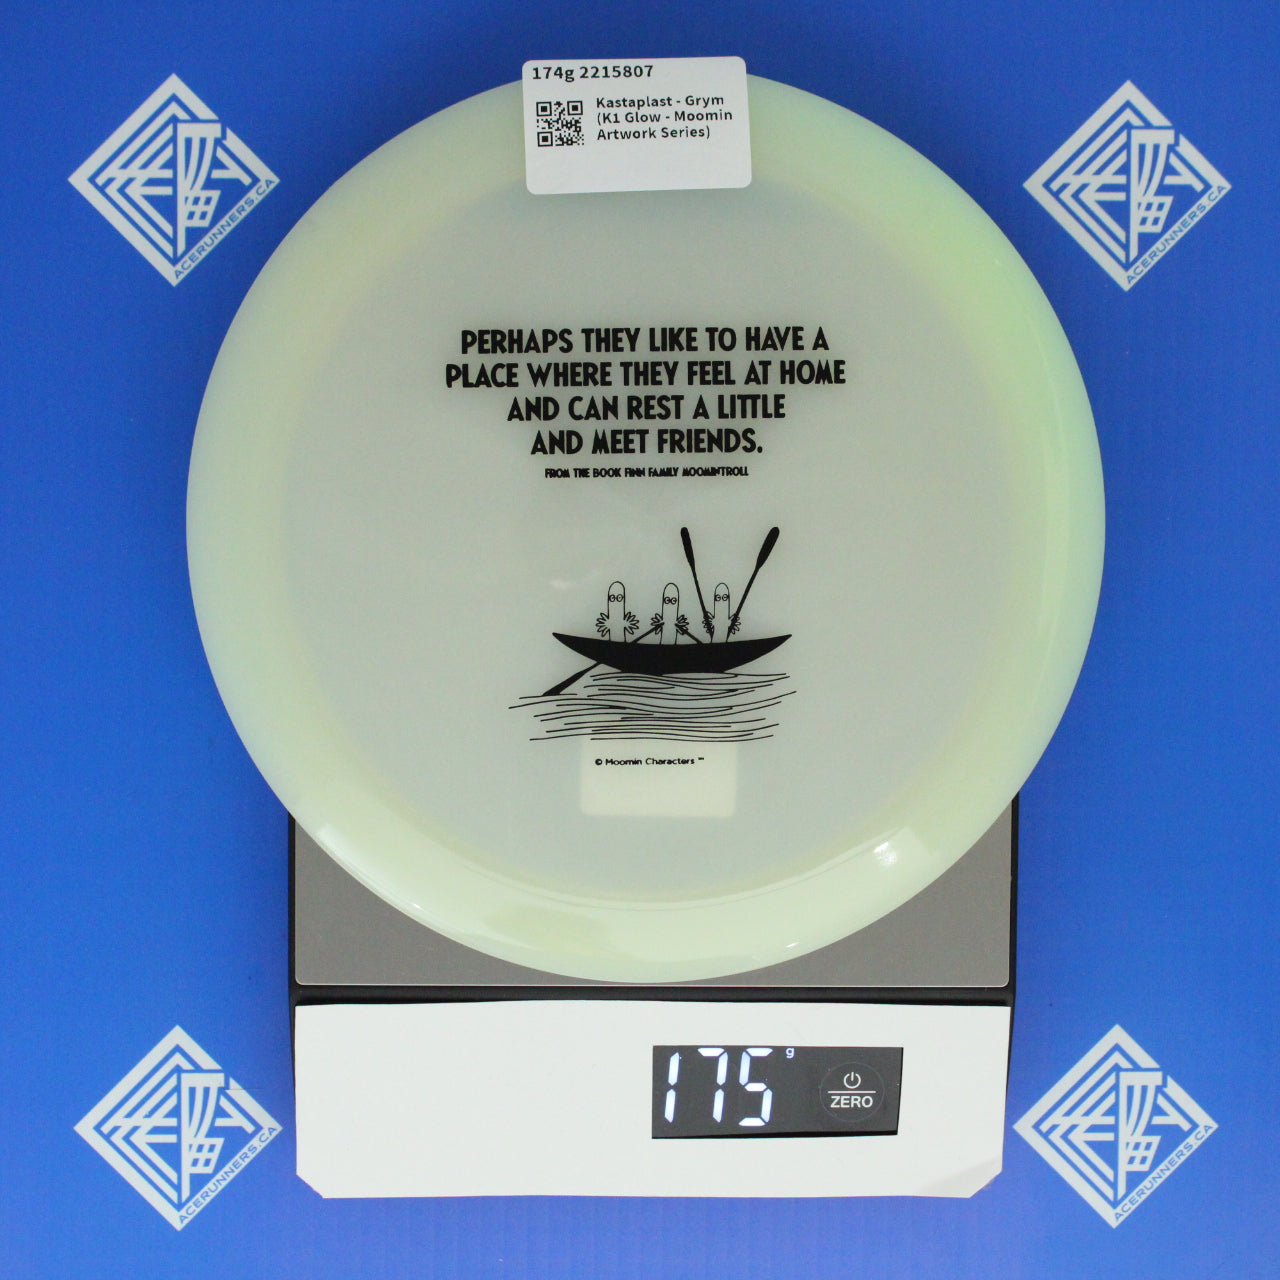 174g 2215807
Kastaplast - Grym
(K1 Glow - Moomin
Artwork Series)
ACERUNNERS.CA
ACERUNNERS.CA
PERHAPS THEY LIKE TO HAVE A
PLACE WHERE THEY FEEL AT HOME
AND CAN REST A LITTLE
AND MEET FRIENDS.
FROM THE BOOK FINN FAMILY MOOMINTROLL
© Moomin Characters ™
175 g
ZERO
ACERUNNERS.CA
ACERUNNERS.CA